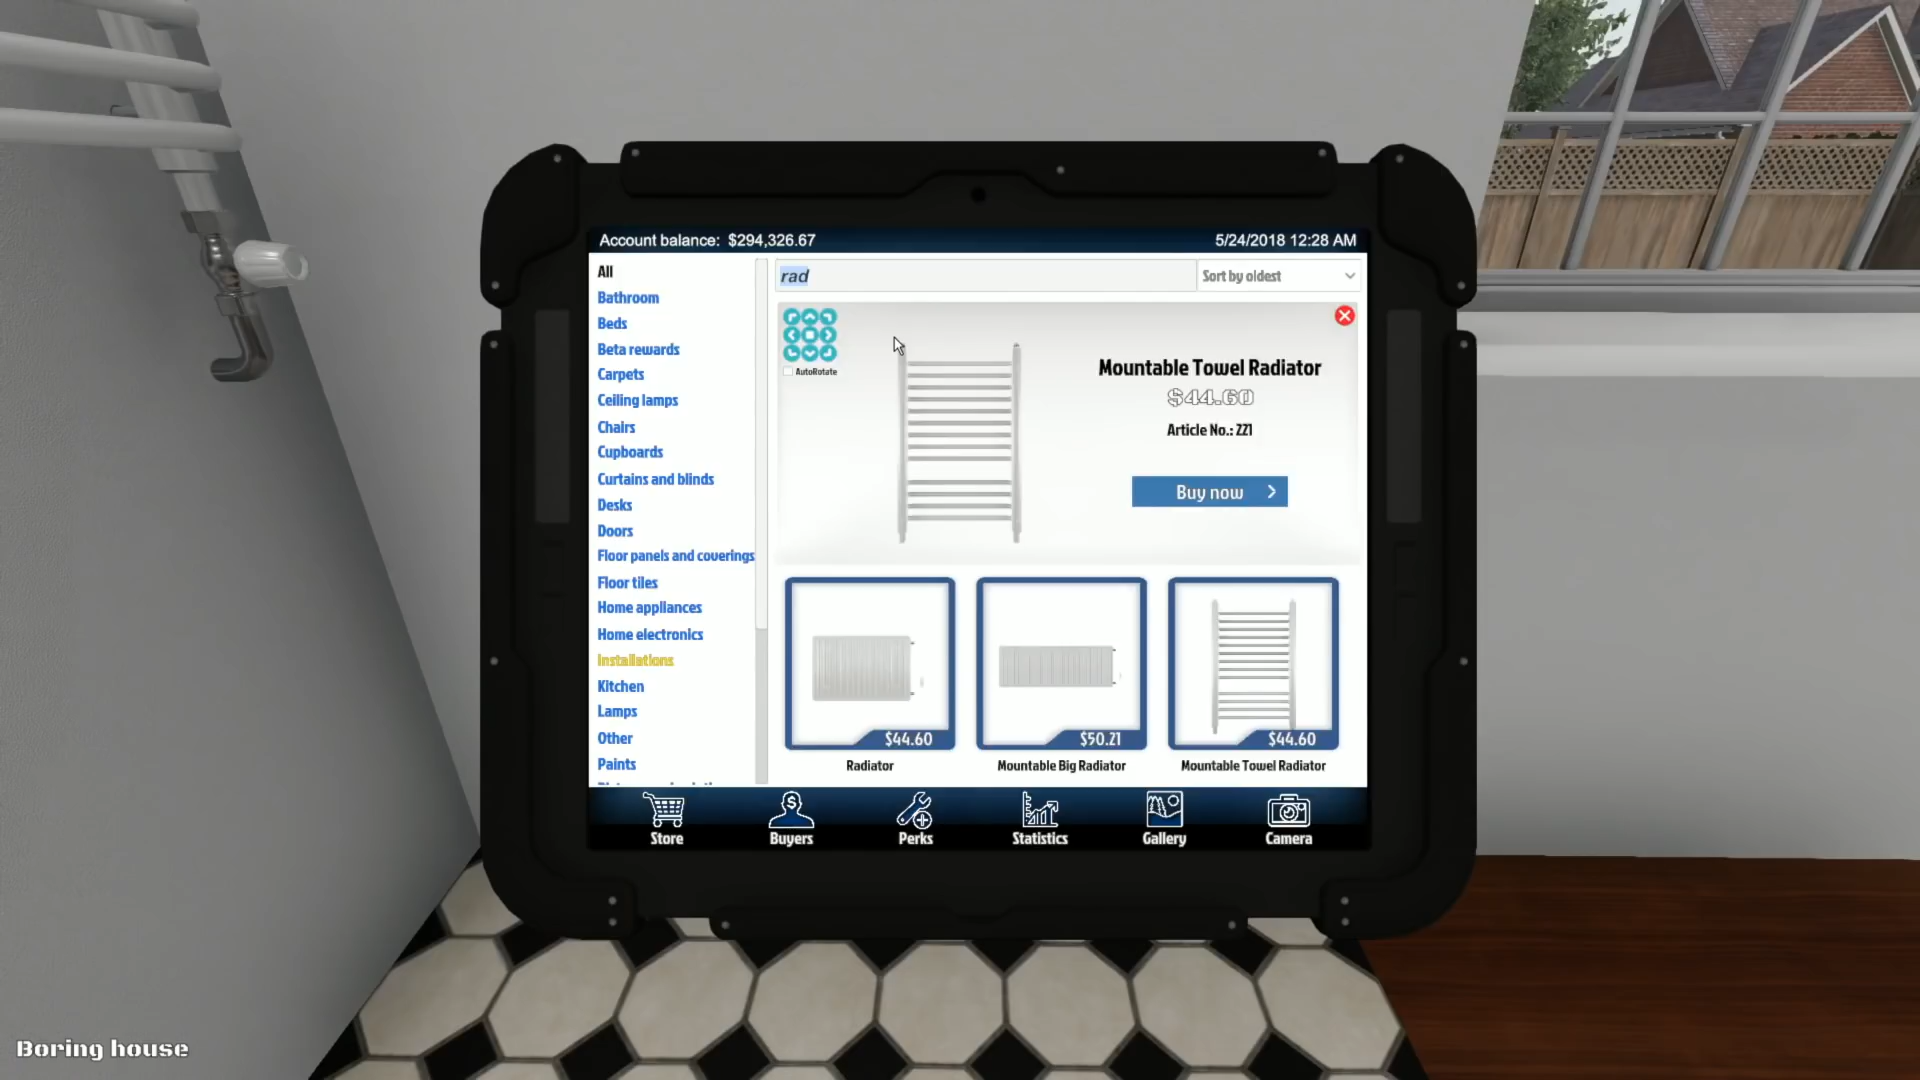 Account balance: $294,326.67
5/24/2018 12:28 AM
All
Bathroom
Beds
Beta rewards
Carpets
Ceiling lamps
Chairs
Cupboards
Curtains and blinds
Desks
Doors
Floor panels and coverings
Floor tiles
Home appliances
Home electronics
Installations
Kitchen
Lamps
Other
Paints
rad
Sort by oldest
AutoRotate
Mountable Towel Radiator
$44.60
Article No.: 221
Buy now
$44.60
Radiator
$50.21
Mountable Big Radiator
$44.60
Mountable Towel Radiator
Store
Buyers
Perks
Statistics
Gallery
Camera
Boring house